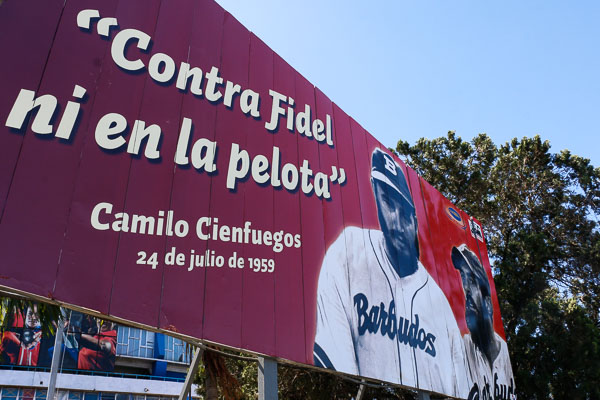 “Contra Fidel
ni en la pelota”
Camilo Cienfuegos
24 de julio de 1959
B
Barbudos